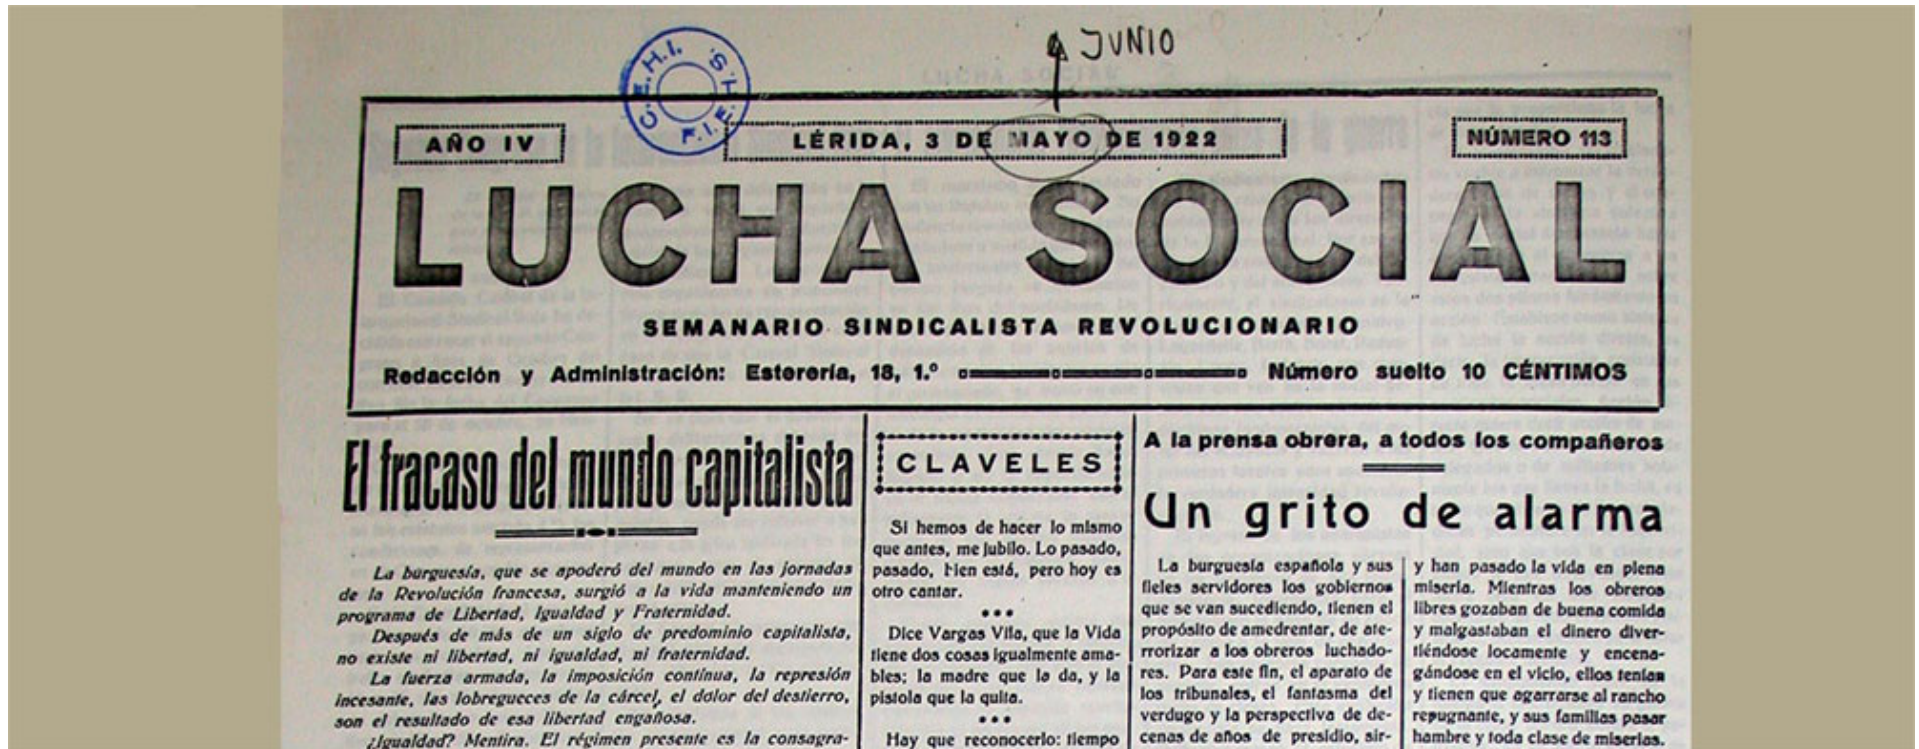 JUNIO
C.E.H.I.
F.I.E.H.S.
AÑO IV
LÉRIDA, 3 DE MAYO DE 1922
NÚMERO 113
LUCHA SOCIAL
SEMANARIO SINDICALISTA REVOLUCIONARIO
Redacción y Administración: Esterería, 18, 1.º
Número suelto 10 CÉNTIMOS
El fracaso del mundo capitalista
La burguesía, que se apoderó del mundo en las jornadas
de la Revolución francesa, surgió a la vida manteniendo un
programa de Libertad, Igualdad y Fraternidad.
Después de más de un siglo de predominio capitalista,
no existe ni libertad, ni igualdad, ni fraternidad.
La fuerza armada, la imposición contínua, la represión
incesante, las lobregueces de la cárcel, el dolor del destierro,
son el resultado de esa libertad engañosa.
¿Igualdad? Mentira. El régimen presente es la consagra-
CLAVELES
Si hemos de hacer lo mismo
que antes, me jubilo. Lo pasado,
pasado, bien está, pero hoy es
otro cantar.
Dice Vargas Vila, que la Vida
tiene dos cosas igualmente ama-
bles; la madre que la da, y la
pistola que la quita.
Hay que reconocerlo: tiempo
A la prensa obrera, a todos los compañeros
Un grito de alarma
La burguesía española y sus
fieles servidores los gobiernos
que se van sucediendo, tienen el
propósito de amedrentar, de ate-
rrorizar a los obreros luchado-
res. Para este fin, el aparato de
los tribunales, el fantasma del
verdugo y la perspectiva de de-
cenas de años de presidio, sir-
y han pasado la vida en plena
miseria. Mientras los obreros
libres gozaban de buena comida
y malgastaban el dinero diver-
tiéndose locamente y encena-
gándose en el vicio, ellos tenían
y tienen que agarrarse al rancho
repugnante, y sus familias pasar
hambre y toda clase de miserias.